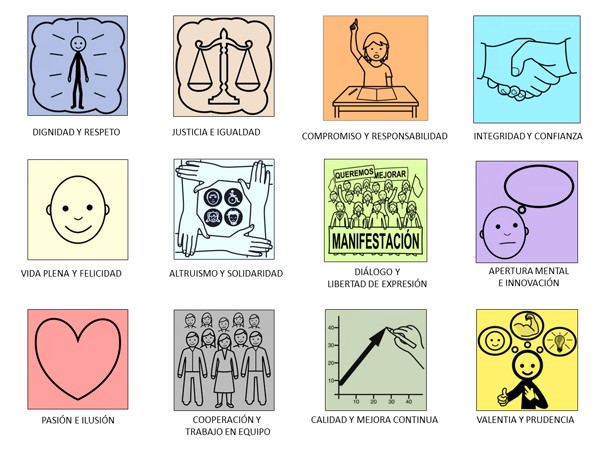 DIGNIDAD Y RESPETO
JUSTICIA E IGUALDAD
COMPROMISO Y RESPONSABILIDAD
INTEGRIDAD Y CONFIANZA
QUEREMOS MEJORAR
MANIFESTACIÓN
VIDA PLENA Y FELICIDAD
ALTRUISMO Y SOLIDARIDAD
DIÁLOGO Y
LIBERTAD DE EXPRESIÓN
APERTURA MENTAL
E INNOVACIÓN
40
30
20
10
10 20 30 40
PASIÓN E ILUSIÓN
COOPERACIÓN Y
TRABAJO EN EQUIPO
CALIDAD Y MEJORA CONTINUA
VALENTIA Y PRUDENCIA